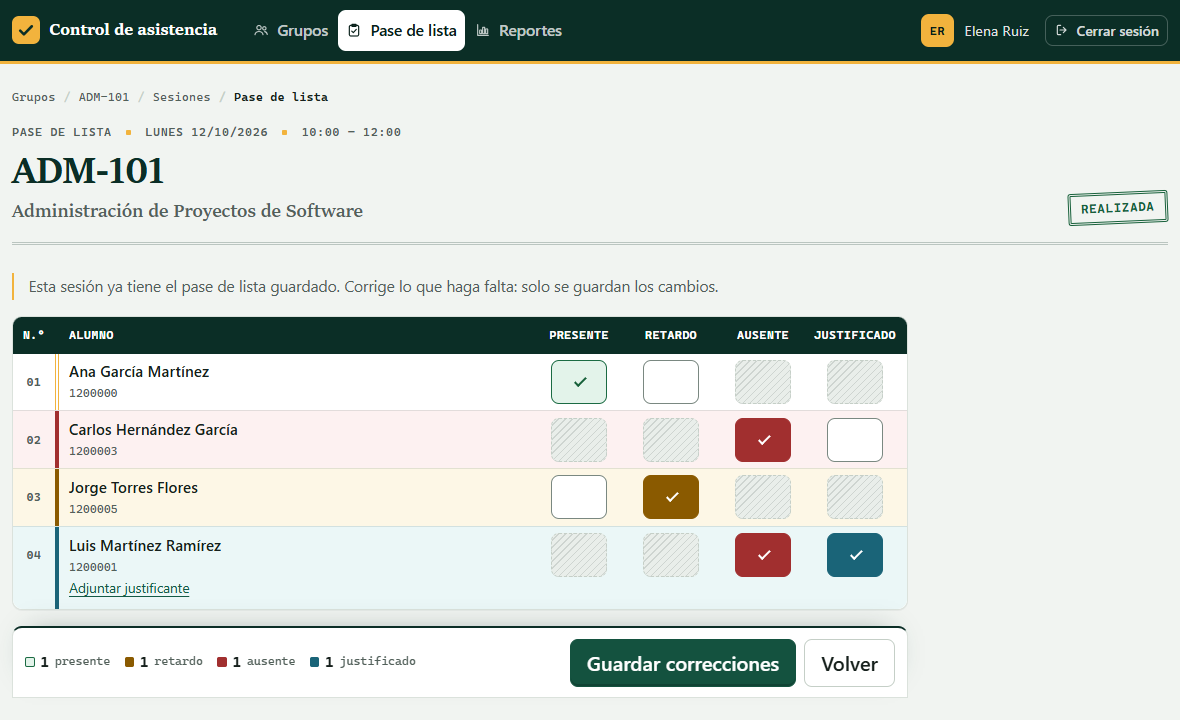 Control de asistencia
Grupos
Pase de lista
Reportes
ER
Elena Ruiz
Cerrar sesión
Grupos / ADM-101 / Sesiones / Pase de lista
PASE DE LISTA ▪ LUNES 12/10/2026 ▪ 10:00 – 12:00
ADM-101
Administración de Proyectos de Software
REALIZADA
Esta sesión ya tiene el pase de lista guardado. Corrige lo que haga falta: solo se guardan los cambios.
N.º ALUMNO PRESENTE RETARDO AUSENTE JUSTIFICADO
01 Ana García Martínez
1200000
02 Carlos Hernández García
1200003
03 Jorge Torres Flores
1200005
04 Luis Martínez Ramírez
1200001
Adjuntar justificante
1 presente 1 retardo 1 ausente 1 justificado
Guardar correcciones
Volver